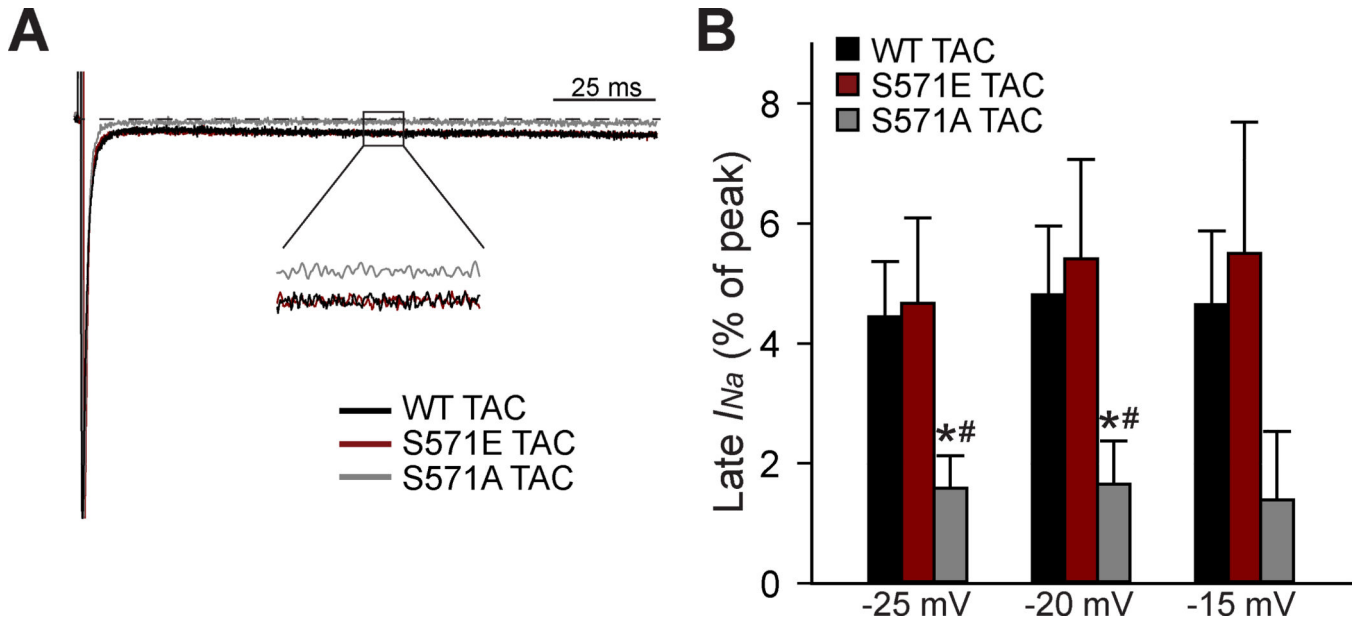 A
25 ms
WT TAC
S571E TAC
S571A TAC
B
WT TAC
S571E TAC
S571A TAC
Late INa (% of peak)
8
6
4
2
0
*#
*#
-25 mV
-20 mV
-15 mV